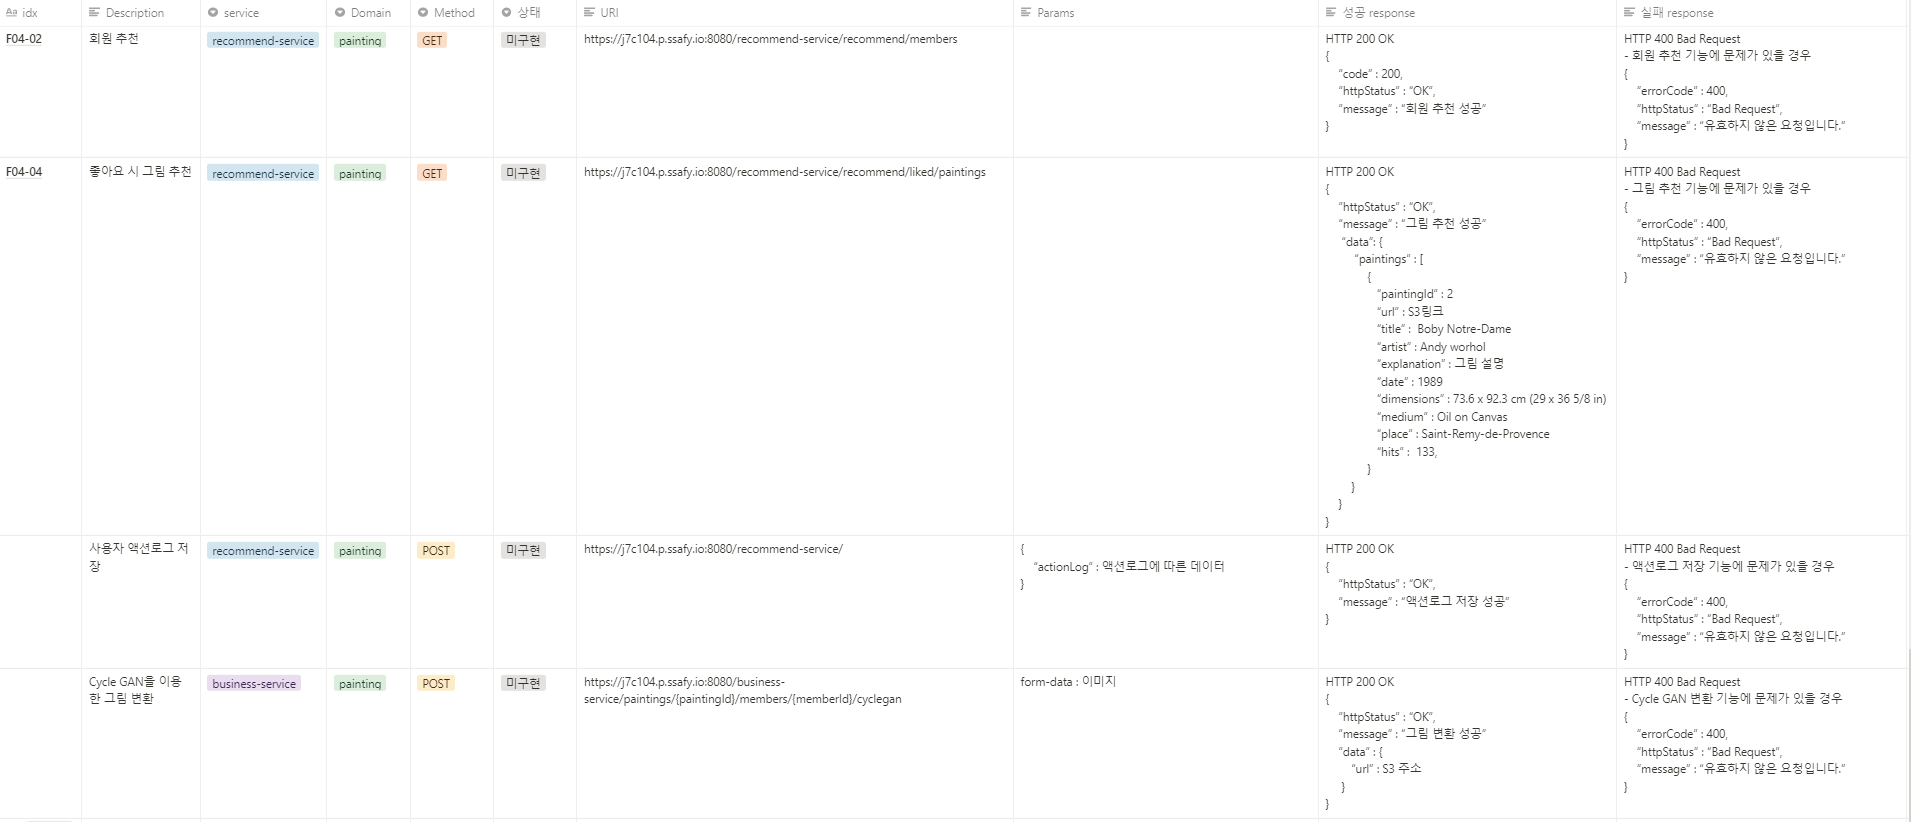 idx Description service Domain Method 상태 URI Params 성공 response 실패 response
F04-02 회원 추천 recommend-service painting GET 미구현 https://j7c104.p.ssafy.io:8080/recommend-service/recommend/members
HTTP 200 OK
{
“code” : 200,
“httpStatus” : “OK”,
“message” : “회원 추천 성공”
}
HTTP 400 Bad Request
- 회원 추천 기능에 문제가 있을 경우
{
“errorCode” : 400,
“httpStatus” : “Bad Request”,
“message” : “유효하지 않은 요청입니다.”
}
F04-04 좋아요 시 그림 추천 recommend-service painting GET 미구현 https://j7c104.p.ssafy.io:8080/recommend-service/recommend/liked/paintings
HTTP 200 OK
{
“httpStatus” : “OK”,
“message” : “그림 추천 성공”
“data”: {
“paintings” : [
{
“paintingId” : 2
“url” : S3링크
“title” : Boby Notre-Dame
“artist” : Andy worhol
“explanation” : 그림 설명
“date” : 1989
“dimensions” : 73.6 x 92.3 cm (29 x 36 5/8 in)
“medium” : Oil on Canvas
“place” : Saint-Remy-de-Provence
“hits” : 133,
}
}
}
}
HTTP 400 Bad Request
- 그림 추천 기능에 문제가 있을 경우
{
“errorCode” : 400,
“httpStatus” : “Bad Request”,
“message” : “유효하지 않은 요청입니다.”
}
사용자 액션로그 저
장
recommend-service painting POST 미구현 https://j7c104.p.ssafy.io:8080/recommend-service/
{
“actionLog” : 액션로그에 따른 데이터
}
HTTP 200 OK
{
“httpStatus” : “OK”,
“message” : “액션로그 저장 성공”
}
HTTP 400 Bad Request
- 액션로그 저장 기능에 문제가 있을 경우
{
“errorCode” : 400,
“httpStatus” : “Bad Request”,
“message” : “유효하지 않은 요청입니다.”
}
Cycle GAN을 이용
한 그림 변환
business-service painting POST 미구현 https://j7c104.p.ssafy.io:8080/business-
service/paintings/{paintingId}/members/{memberId}/cyclegan
form-data : 이미지
HTTP 200 OK
{
“httpStatus” : “OK”,
“message” : “그림 변환 성공”
“data” : {
“url” : S3 주소
}
}
HTTP 400 Bad Request
- Cycle GAN 변환 기능에 문제가 있을 경우
{
“errorCode” : 400,
“httpStatus” : “Bad Request”,
“message” : “유효하지 않은 요청입니다.”
}